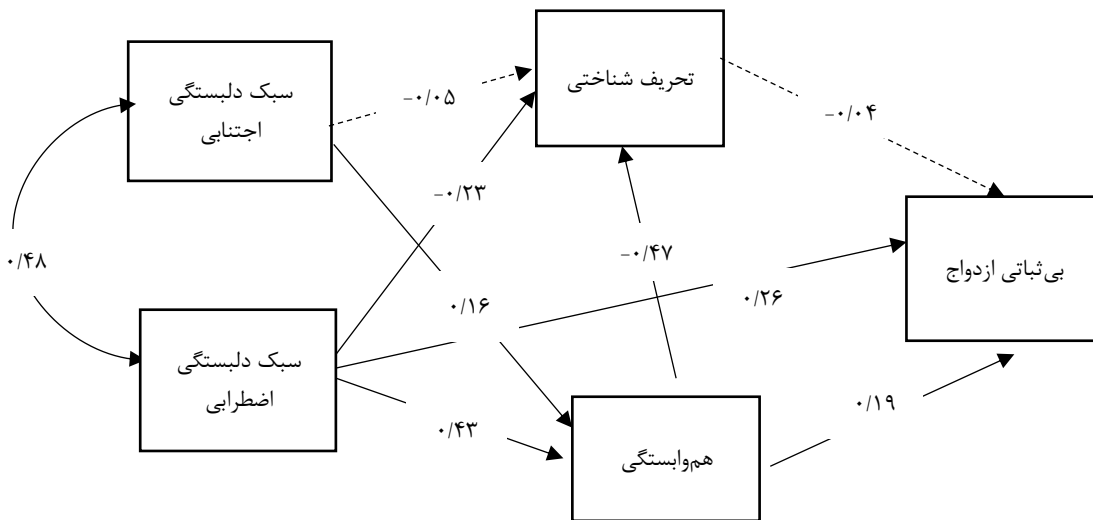 سبک دلبستگی
اجتنابی
تحریف شناختی
-۰/۰۵
-۰/۰۴
-۰/۲۳
بی‌ثباتی ازدواج
۰/۴۸
-۰/۴۷
۰/۱۶
۰/۲۶
سبک دلبستگی
اضطرابی
۰/۴۳
۰/۱۹
هم‌وابستگی